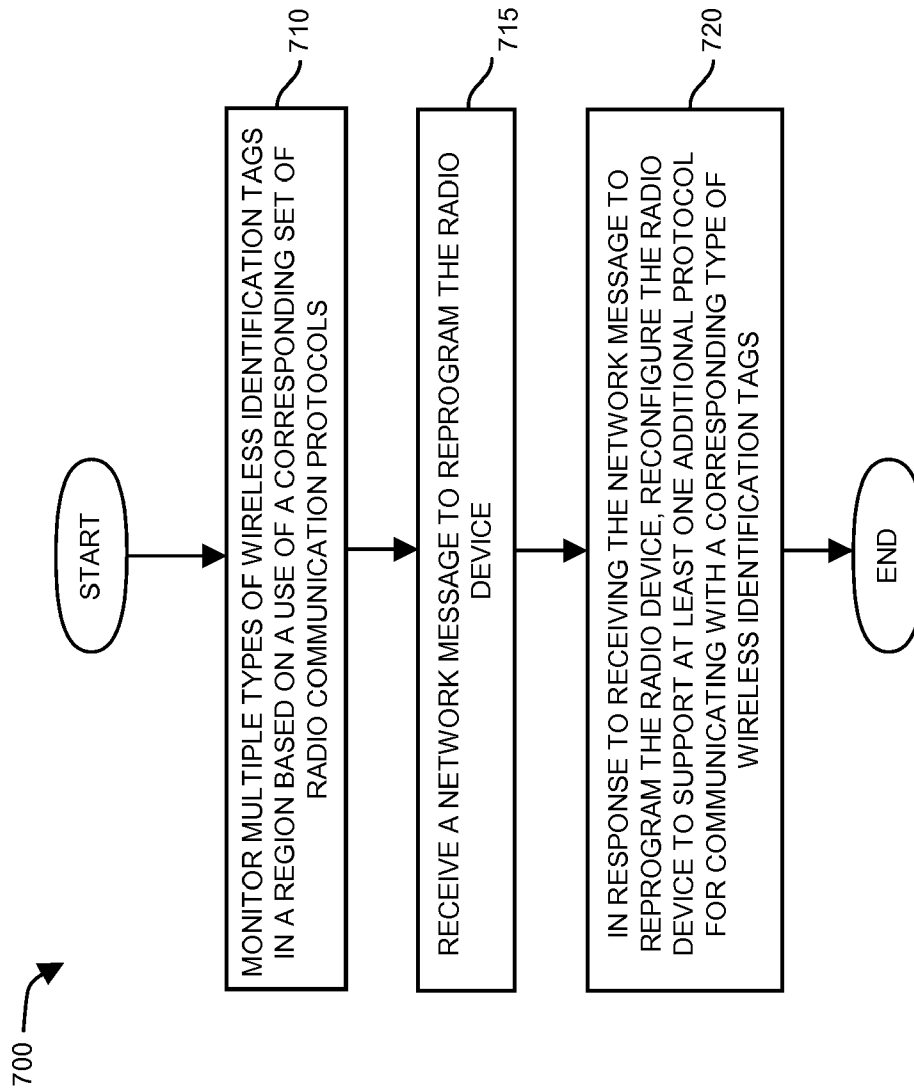 700
START
MONITOR MULTIPLE TYPES OF WIRELESS IDENTIFICATION TAGS
IN A REGION BASED ON A USE OF A CORRESPONDING SET OF
RADIO COMMUNICATION PROTOCOLS
710
RECEIVE A NETWORK MESSAGE TO REPROGRAM THE RADIO
DEVICE
715
IN RESPONSE TO RECEIVING THE NETWORK MESSAGE TO
REPROGRAM THE RADIO DEVICE, RECONFIGURE THE RADIO
DEVICE TO SUPPORT AT LEAST ONE ADDITIONAL PROTOCOL
FOR COMMUNICATING WITH A CORRESPONDING TYPE OF
WIRELESS IDENTIFICATION TAGS
720
END